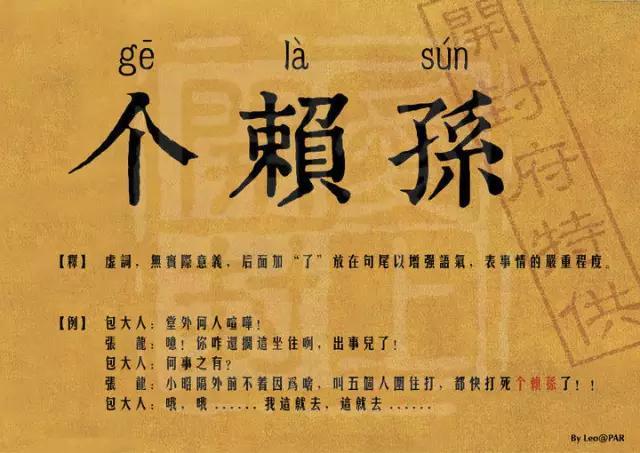 gē là sún
个賴孫
開封府特供
【釋】 虛詞，無實際意義，后面加“了”放在句尾以增强語氣，表事情的嚴重程度。
【例】 包大人：堂外何人喧嘩！
張 龍：噫！你咋還擱這坐住咧，出事兒了！
包大人：何事之有？
張 龍：小昭隔外前不着因爲啥，叫五個人圍住打，都快打死个賴孫了！！
包大人：哦，哦......我這就去，這就去......
By Leo@PAR